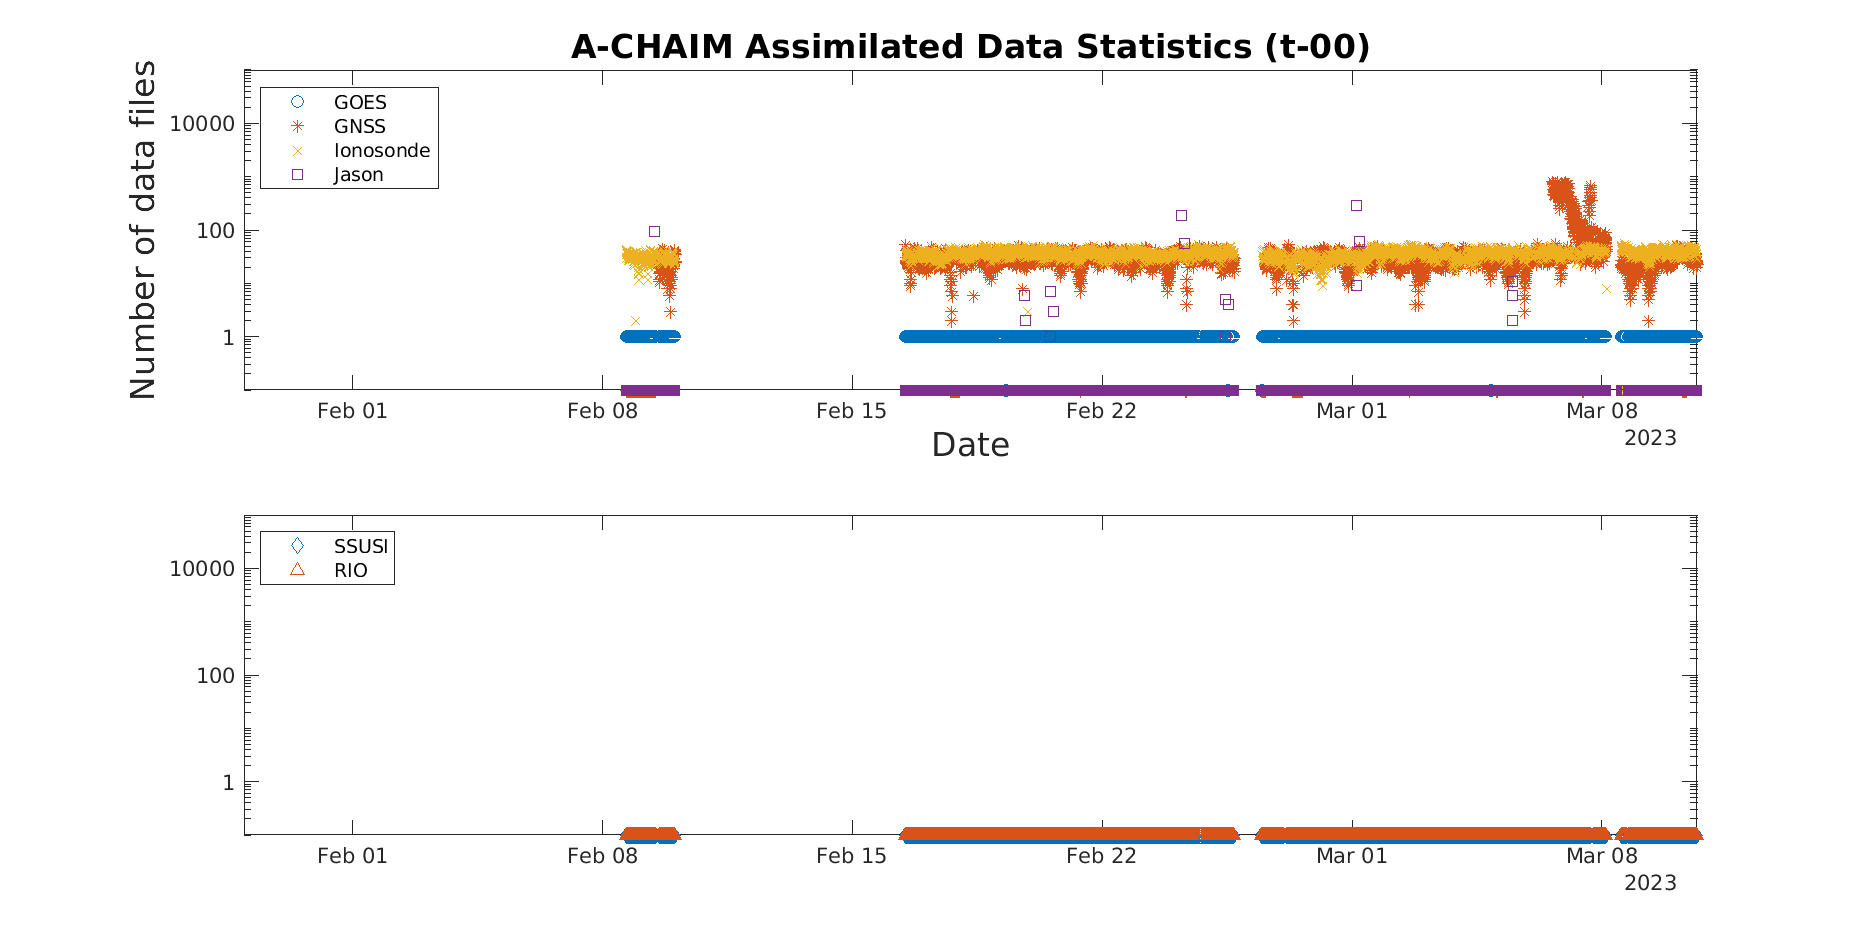 A-CHAIM Assimilated Data Statistics (t-00)
Number of data files
GOES
GNSS
Ionosonde
Jason
10000
100
1
Feb 01 Feb 08 Feb 15 Feb 22 Mar 01 Mar 08
2023
Date
SSUSI
RIO
10000
100
1
Feb 01 Feb 08 Feb 15 Feb 22 Mar 01 Mar 08
2023